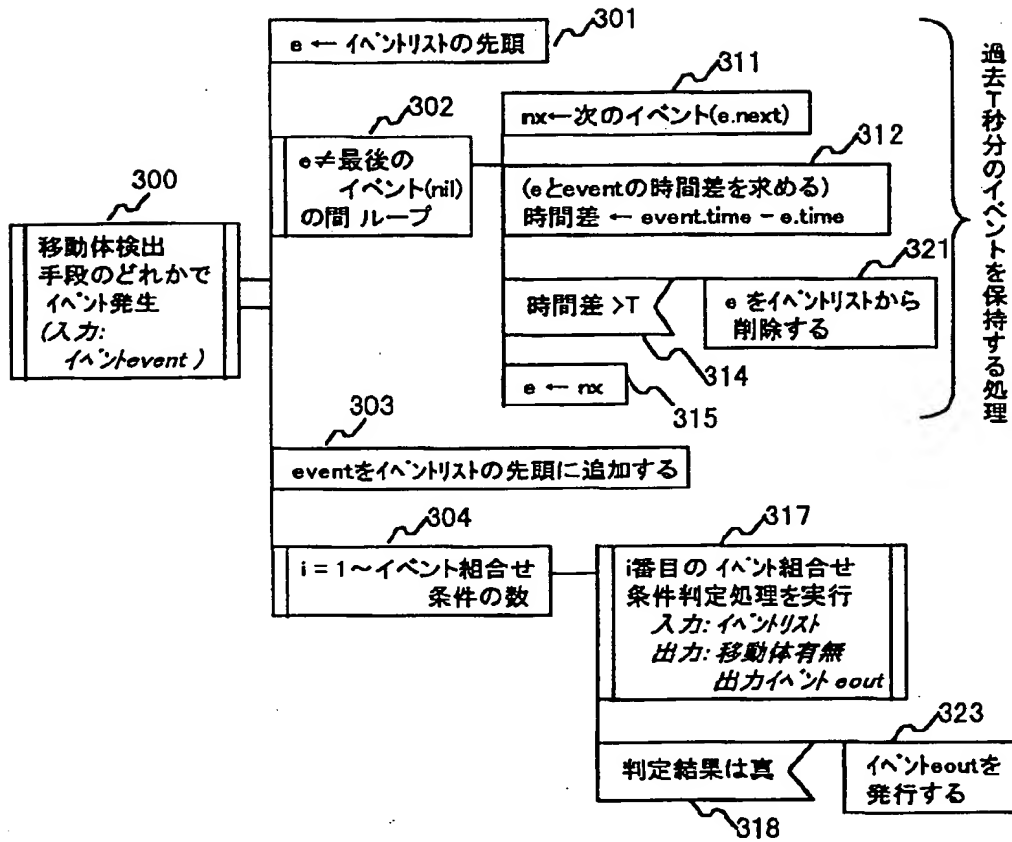 301
e ← イベントリストの先頭
311
nx←次のイベント(e.next)
302
e≠最後の
イベント(nil)
の間 ループ
312
(eとeventの時間差を求める)
時間差 ← event.time − e.time
300
移動体検出
手段のどれかで
イベント発生
(入力:
イベントevent )
321
時間差 >T
e をイベントリストから
削除する
314
e ← nx
315
過去T秒分のイベントを保持する処理
303
eventをイベントリストの先頭に追加する
304
i = 1～イベント組合せ
条件の数
317
i番目の イベント組合せ
条件判定処理を実行
入力: イベントリスト
出力: 移動体有無
出力イベント eout
323
判定結果は真
イベントeoutを
発行する
318